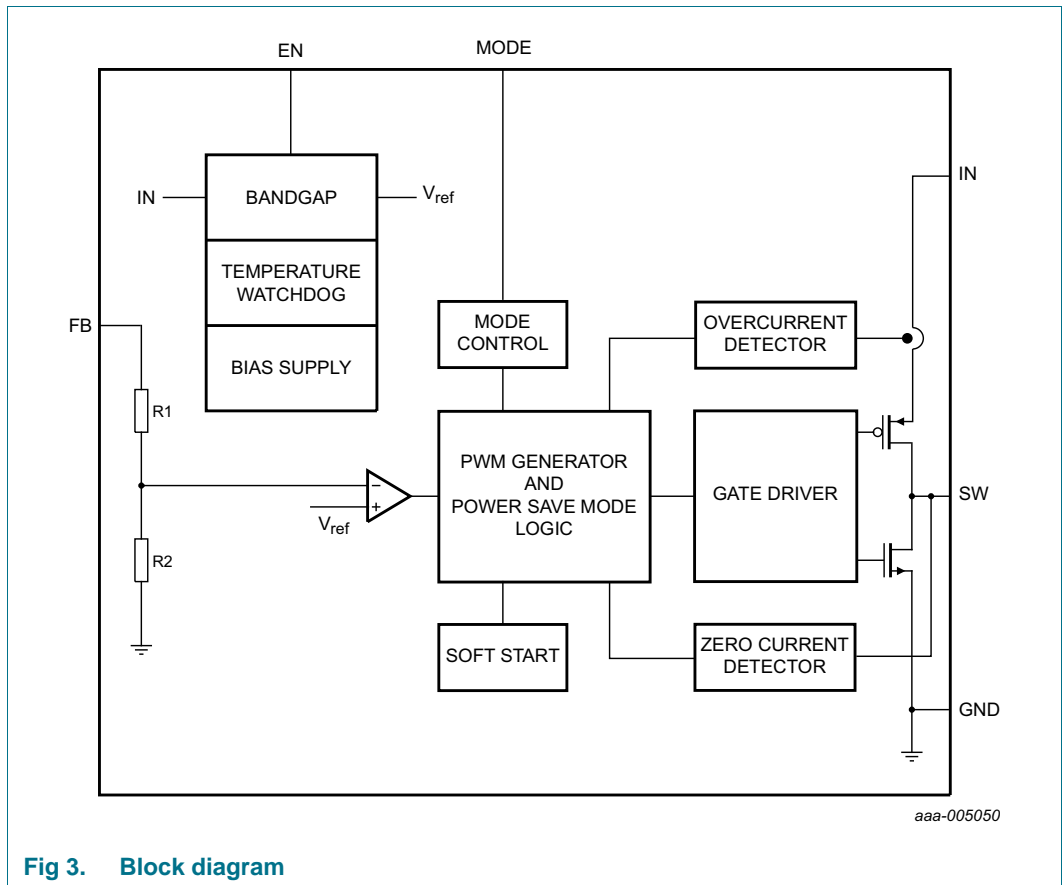 EN
MODE
IN
BANDGAP
Vref
IN
TEMPERATURE
WATCHDOG
FB
MODE
CONTROL
OVERCURRENT
DETECTOR
BIAS SUPPLY
R1
PWM GENERATOR
AND
POWER SAVE MODE
LOGIC
GATE DRIVER
SW
−
+
Vref
R2
SOFT START
ZERO CURRENT
DETECTOR
GND
aaa-005050
Fig 3. Block diagram